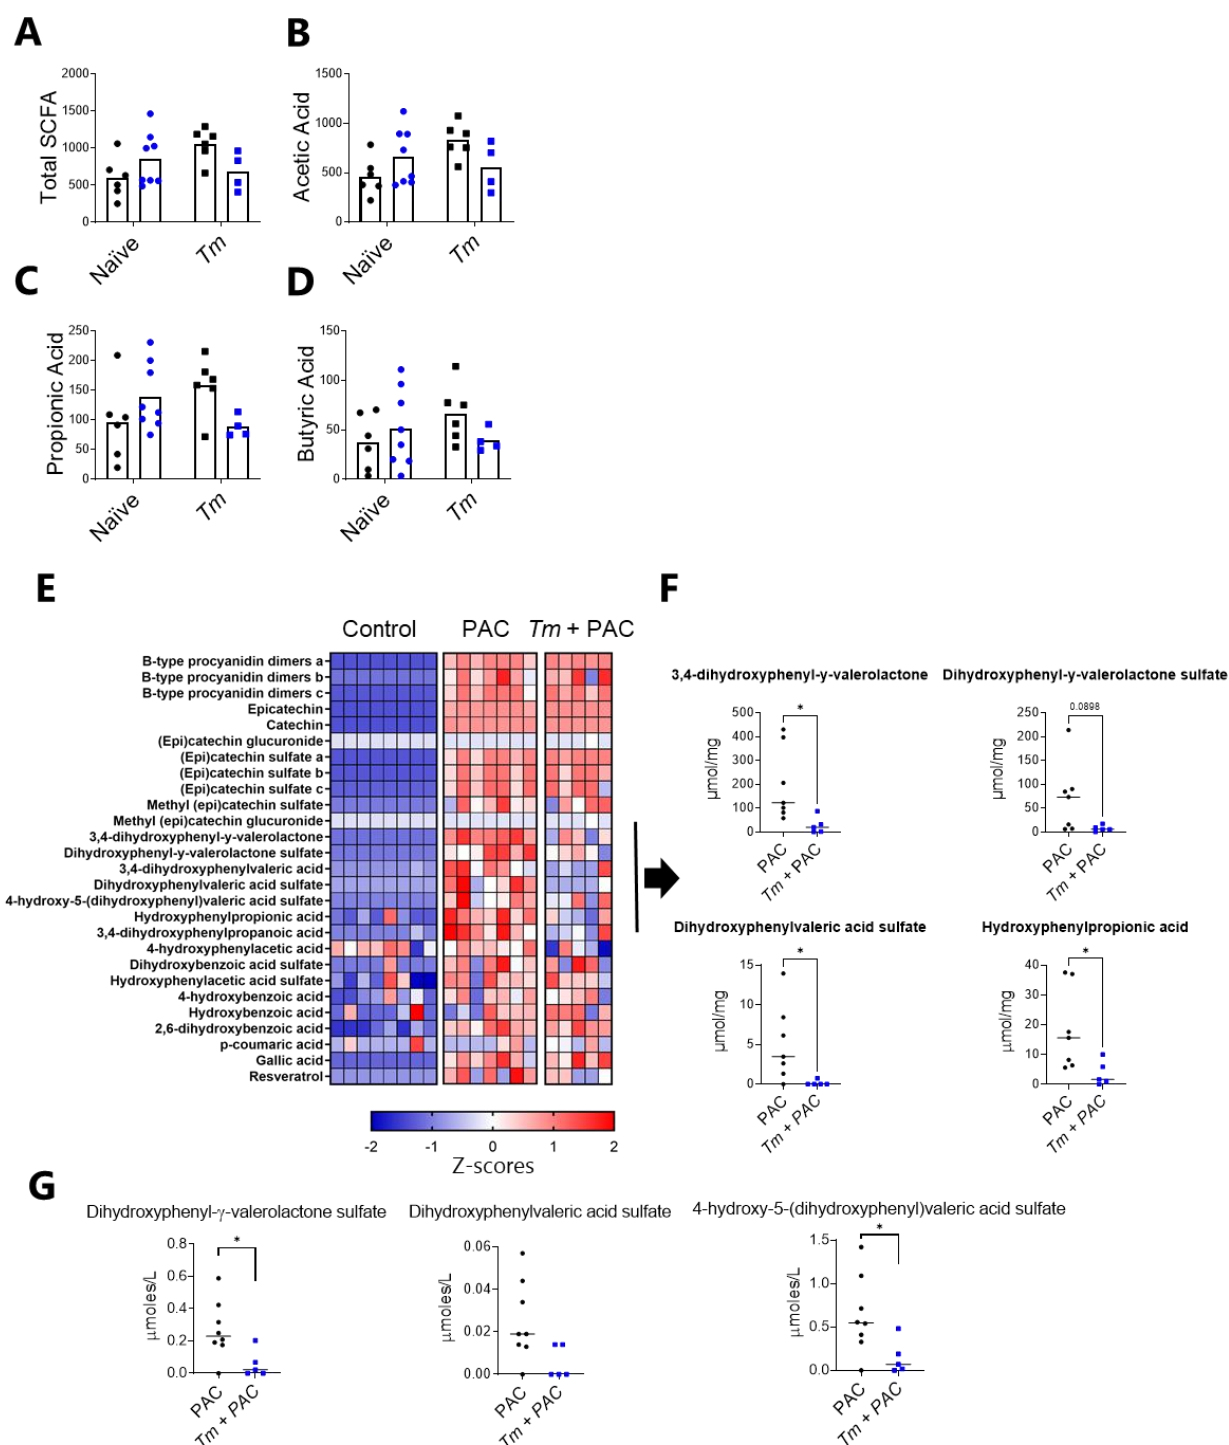 A
B
2000
1500
1000
500
0
Total SCFA
Naïve
Tm
1500
1000
500
0
Acetic Acid
Naïve
Tm
C
D
250
200
150
100
50
0
Propionic Acid
Naïve
Tm
150
100
50
0
Butyric Acid
Naïve
Tm
E
Control PAC Tm + PAC
B-type procyanidin dimers a
B-type procyanidin dimers b
B-type procyanidin dimers c
Epicatechin
Catechin
(Epi)catechin glucuronide
(Epi)catechin sulfate a
(Epi)catechin sulfate b
(Epi)catechin sulfate c
Methyl (epi)catechin sulfate
Methyl (epi)catechin glucuronide
3,4-dihydroxyphenyl-y-valerolactone
Dihydroxyphenyl-y-valerolactone sulfate
3,4-dihydroxyphenylvaleric acid
Dihydroxyphenylvaleric acid sulfate
4-hydroxy-5-(dihydroxyphenyl)valeric acid sulfate
Hydroxyphenylpropionic acid
3,4-dihydroxyphenylpropanoic acid
4-hydroxyphenylacetic acid
Dihydroxybenzoic acid sulfate
Hydroxyphenylacetic acid sulfate
4-hydroxybenzoic acid
Hydroxybenzoic acid
2,6-dihydroxybenzoic acid
p-coumaric acid
Gallic acid
Resveratrol
-2 -1 0 1 2
Z-scores
F
3,4-dihydroxyphenyl-y-valerolactone
500
400
300
200
100
0
µmol/mg
*
PAC
Tm + PAC
Dihydroxyphenyl-y-valerolactone sulfate
250
200
150
100
50
0
µmol/mg
0.0898
PAC
Tm + PAC
Dihydroxyphenylvaleric acid sulfate
15
10
5
0
µmol/mg
*
PAC
Tm + PAC
Hydroxyphenylpropionic acid
40
30
20
10
0
µmol/mg
*
PAC
Tm + PAC
G
Dihydroxyphenyl-γ-valerolactone sulfate
0.8
0.6
0.4
0.2
0.0
µmoles/L
*
PAC
Tm + PAC
Dihydroxyphenylvaleric acid sulfate
0.06
0.04
0.02
0.00
µmoles/L
PAC
Tm + PAC
4-hydroxy-5-(dihydroxyphenyl)valeric acid sulfate
1.5
1.0
0.5
0.0
µmoles/L
*
PAC
Tm + PAC